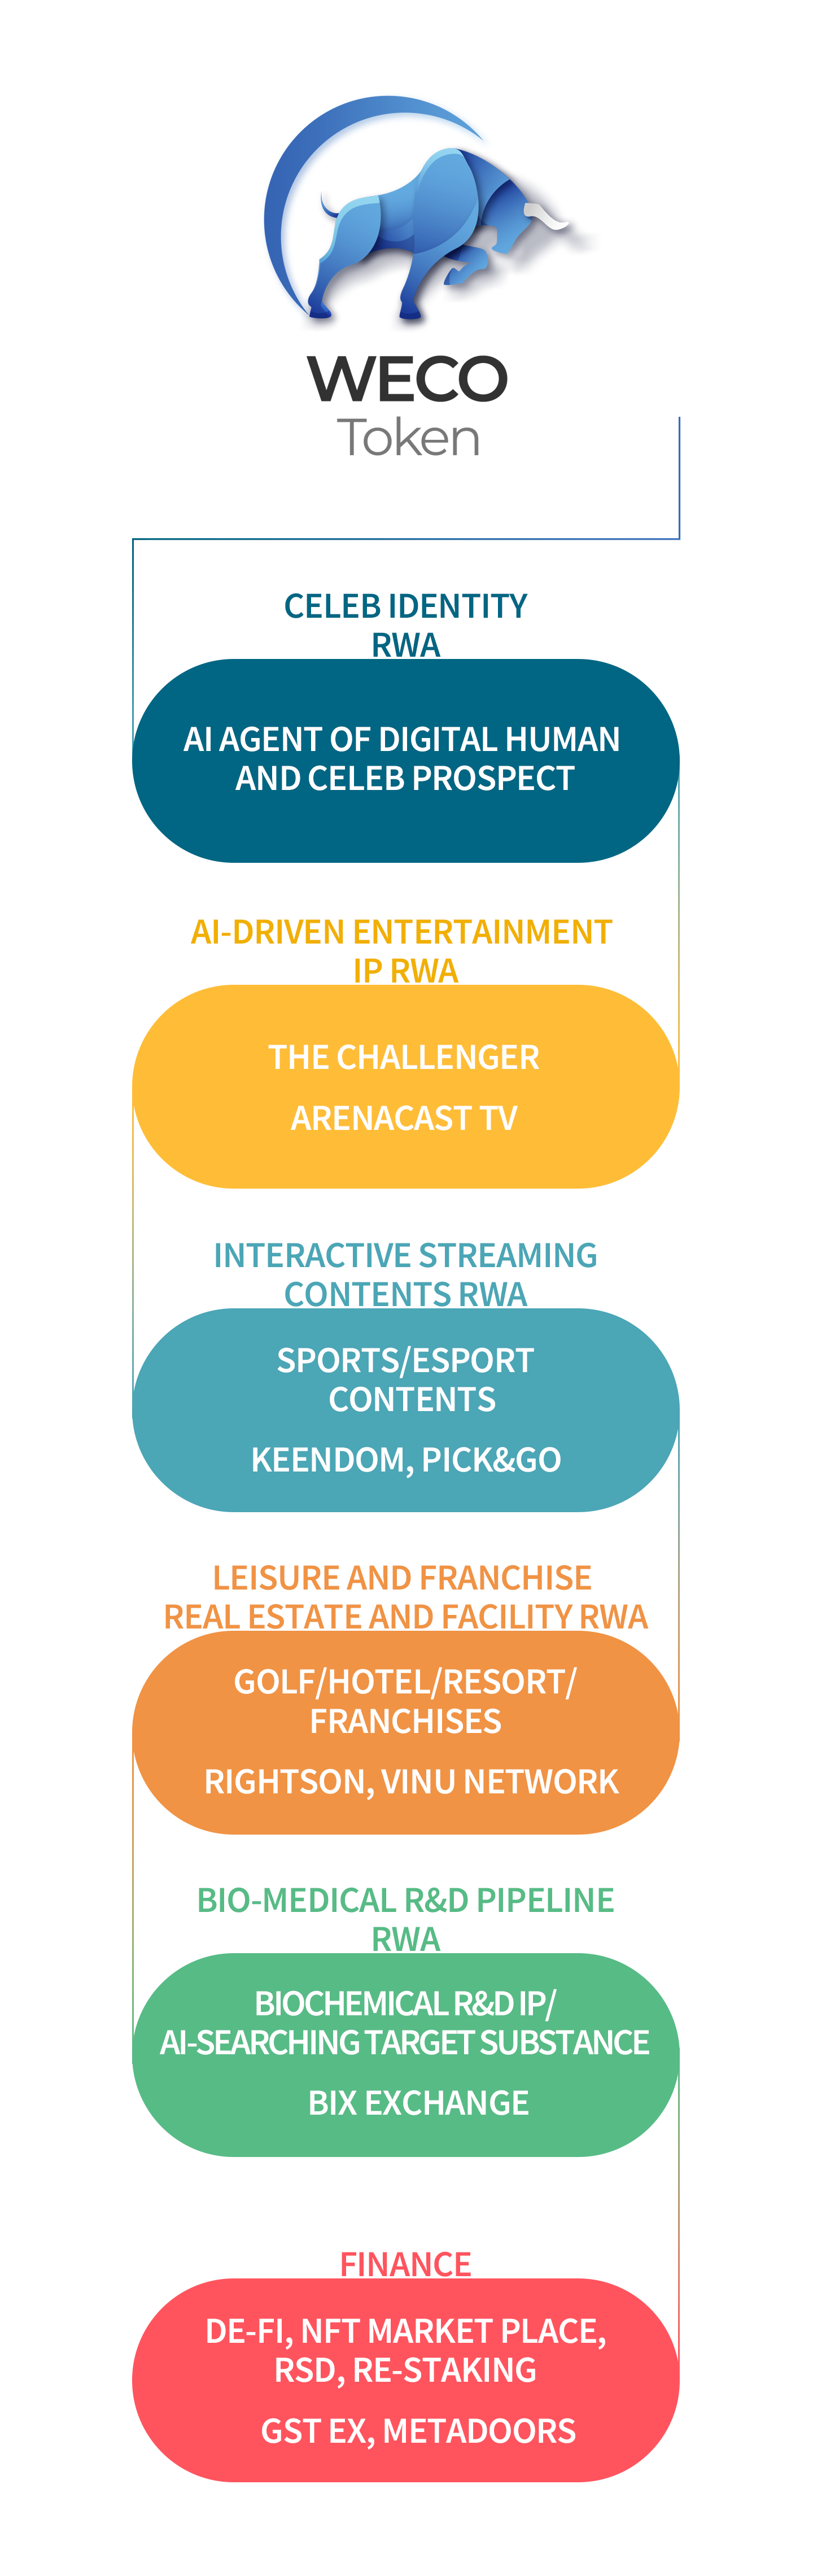 WECO
Token
CELEB IDENTITY
RWA
AI AGENT OF DIGITAL HUMAN
AND CELEB PROSPECT
AI-DRIVEN ENTERTAINMENT
IP RWA
THE CHALLENGER
ARENACAST TV
INTERACTIVE STREAMING
CONTENTS RWA
SPORTS/ESPORT
CONTENTS
KEENDOM, PICK&GO
LEISURE AND FRANCHISE
REAL ESTATE AND FACILITY RWA
GOLF/HOTEL/RESORT/
FRANCHISES
RIGHTSON, VINU NETWORK
BIO-MEDICAL R&D PIPELINE
RWA
BIOCHEMICAL R&D IP/
AI-SEARCHING TARGET SUBSTANCE
BIX EXCHANGE
FINANCE
DE-FI, NFT MARKET PLACE,
RSD, RE-STAKING
GST EX, METADOORS